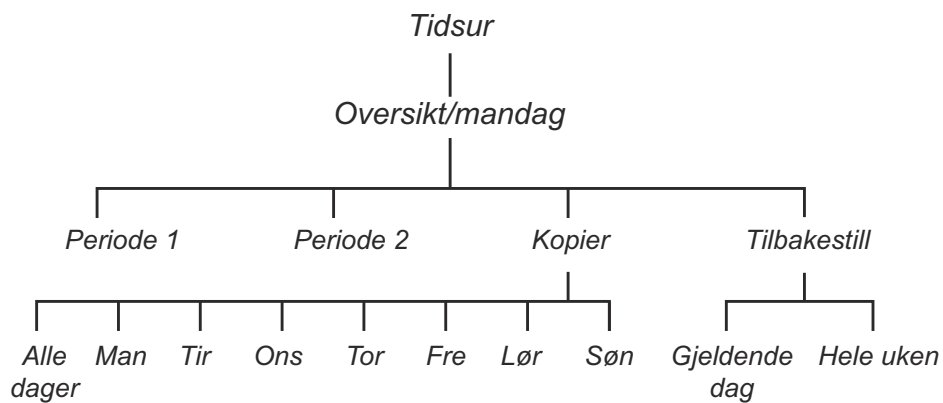 Tidsur
Oversikt/mandag
Periode 1
Periode 2
Kopier
Tilbakestill
Alle
dager
Man
Tir
Ons
Tor
Fre
Lør
Søn
Gjeldende
dag
Hele uken